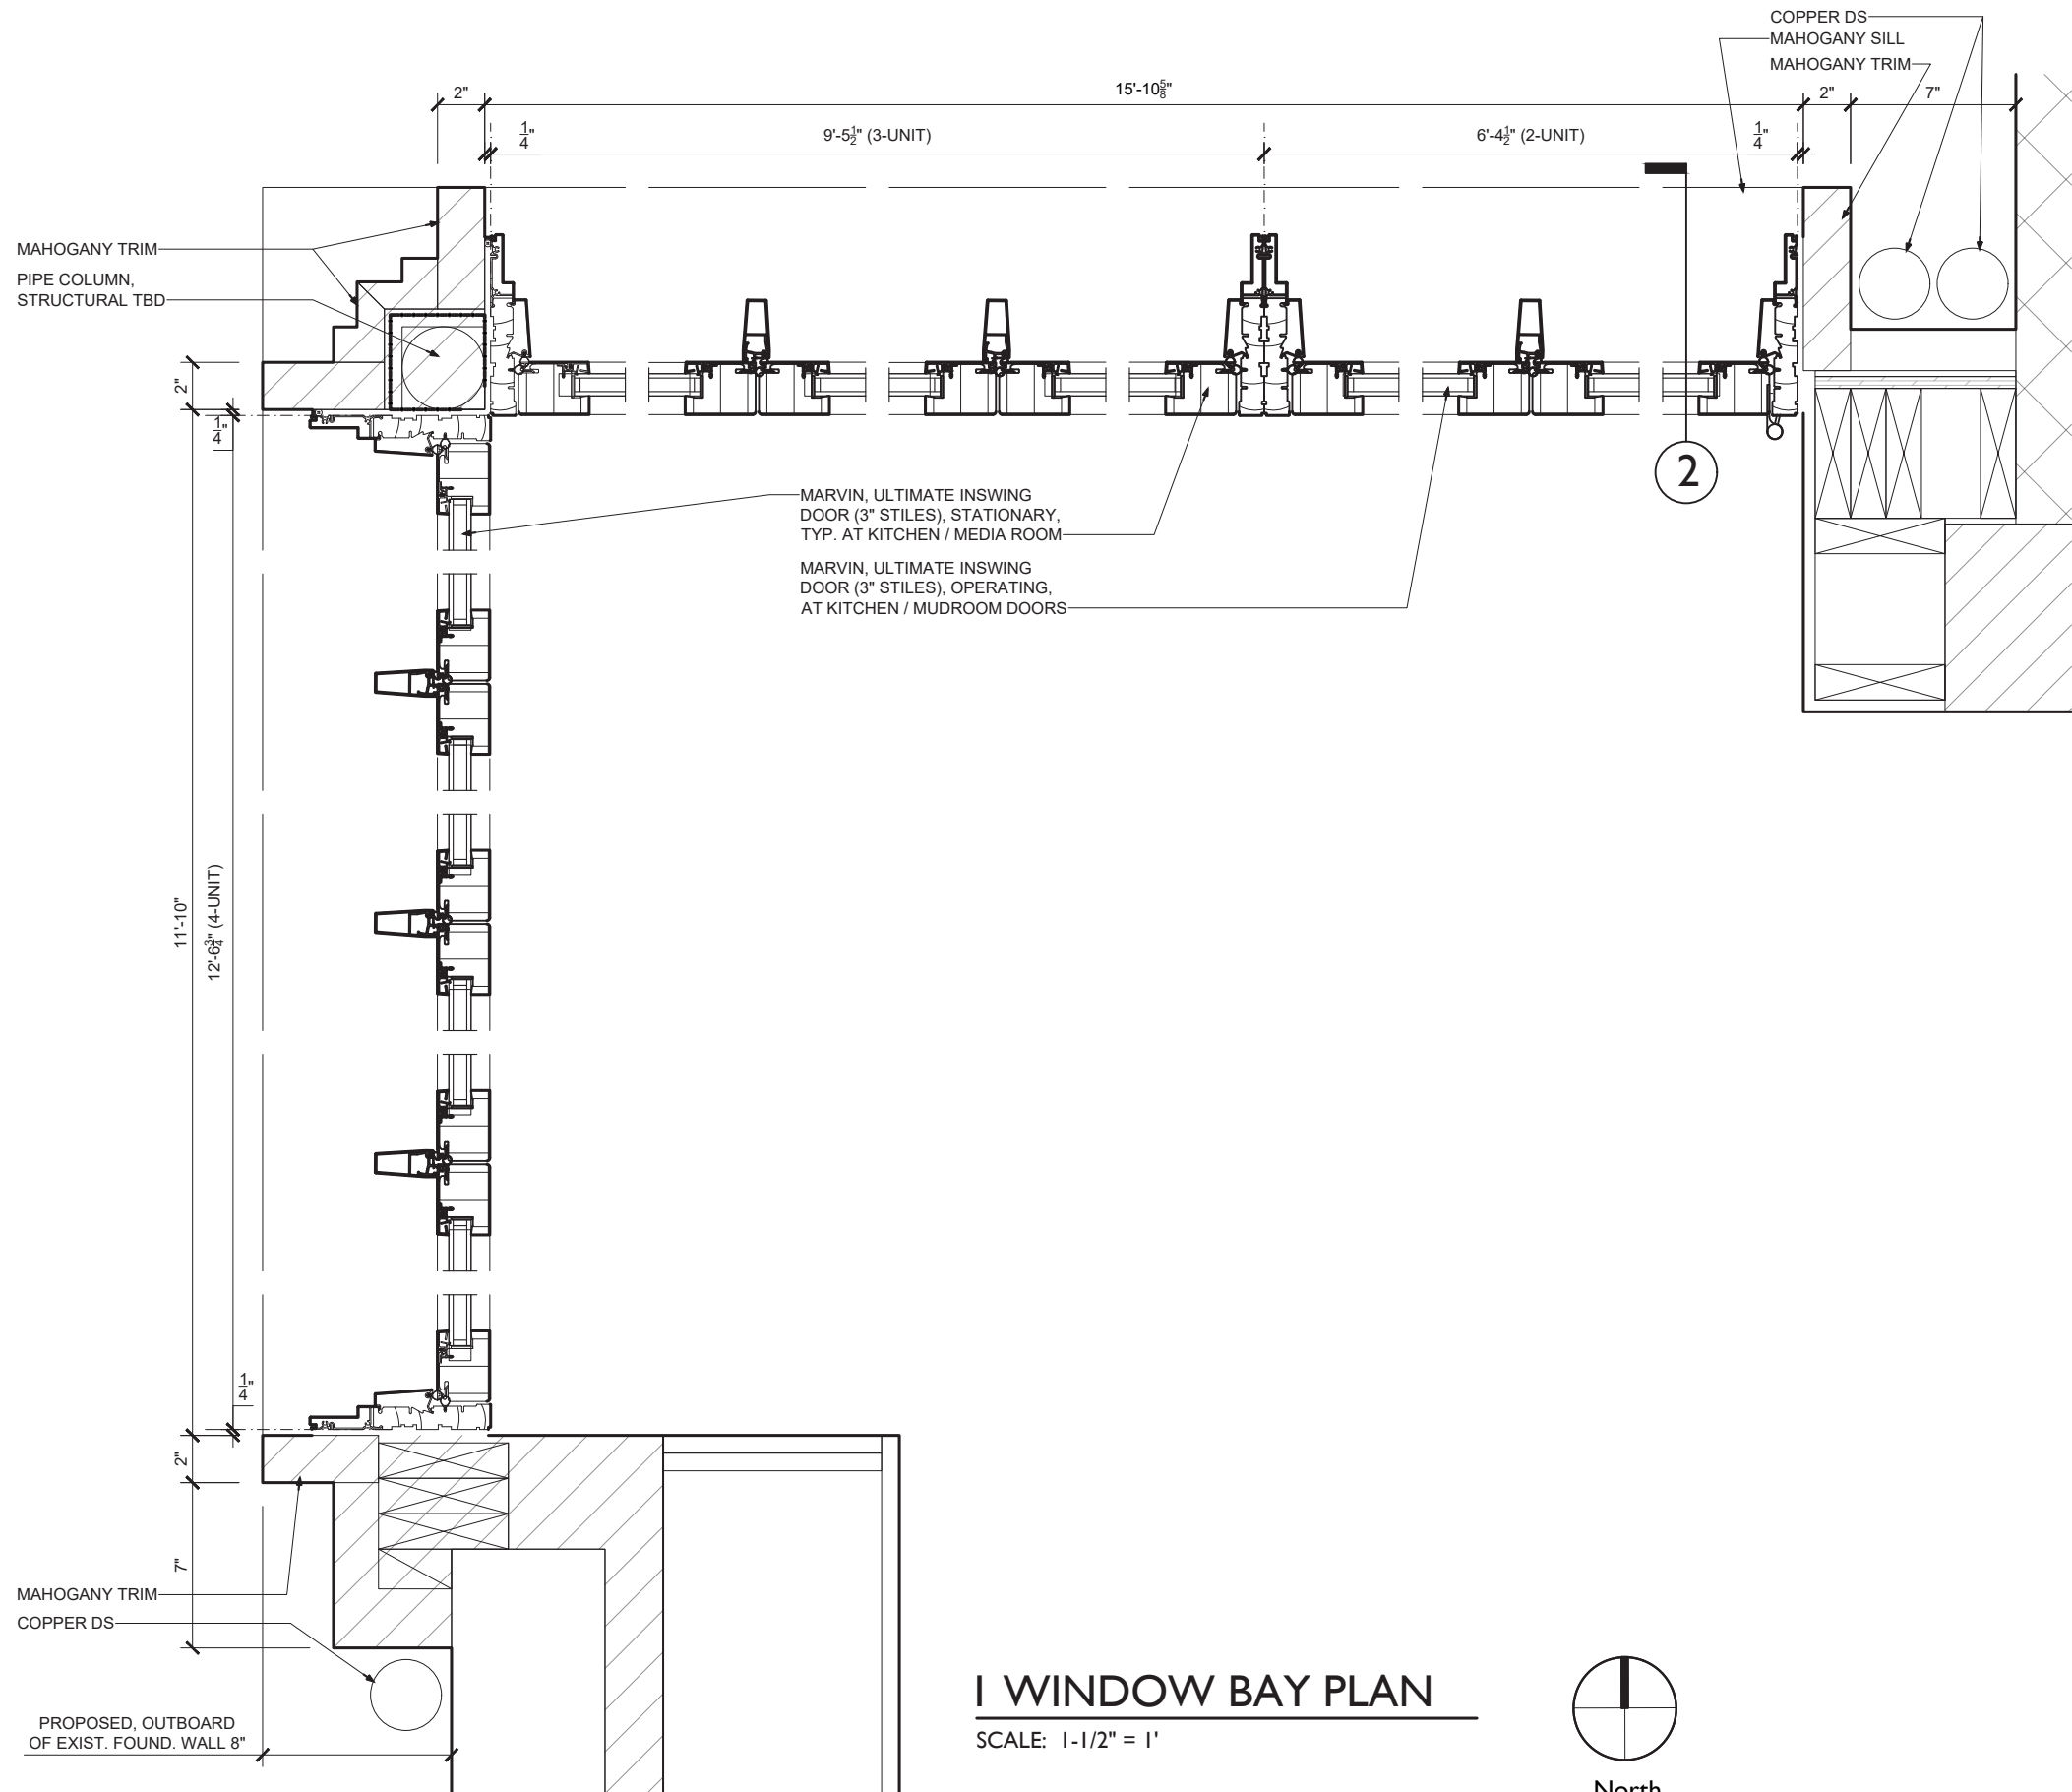 COPPER DS
MAHOGANY SILL
MAHOGANY TRIM
2"
15'-10⅝"
2"
7"
1/4"
9'-5½" (3-UNIT)
6'-4½" (2-UNIT)
1/4"
MAHOGANY TRIM
PIPE COLUMN,
STRUCTURAL TBD
2"
1/4"
2
MARVIN, ULTIMATE INSWING
DOOR (3" STILES), STATIONARY,
TYP. AT KITCHEN / MEDIA ROOM
MARVIN, ULTIMATE INSWING
DOOR (3" STILES), OPERATING,
AT KITCHEN / MUDROOM DOORS
11'-10"
12'-6¾" (4-UNIT)
1/4"
2"
7"
MAHOGANY TRIM
COPPER DS
PROPOSED, OUTBOARD
OF EXIST. FOUND. WALL 8"
1 WINDOW BAY PLAN
SCALE: 1-1/2" = 1'
North